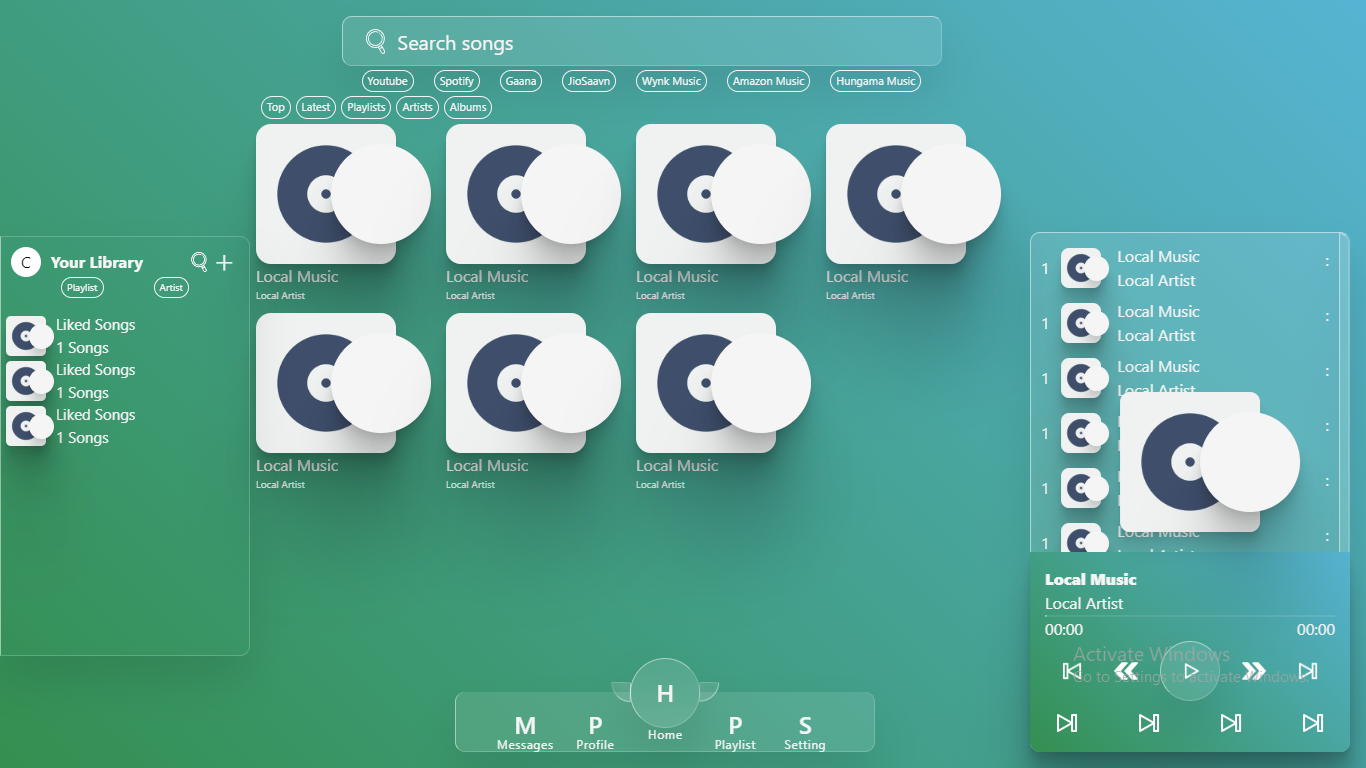 Search songs
Youtube Spotify Gaana JioSaavn Wynk Music Amazon Music Hungama Music
Top Latest Playlists Artists Albums
C Your Library
Playlist Artist
Liked Songs
1 Songs
Liked Songs
1 Songs
Liked Songs
1 Songs
Local Music Local Music Local Music Local Music
Local Artist Local Artist Local Artist Local Artist
Local Music Local Music Local Music
Local Artist Local Artist Local Artist
1 Local Music :
Local Artist
1 Local Music :
Local Artist
1 Local Music :
Local Artist
1 :
1 :
1 Local Music :
Local Music
Local Artist
00:00 00:00
Activate Windows
Go to Settings to activate Windows.
H
M P P S
Messages Profile Home Playlist Setting